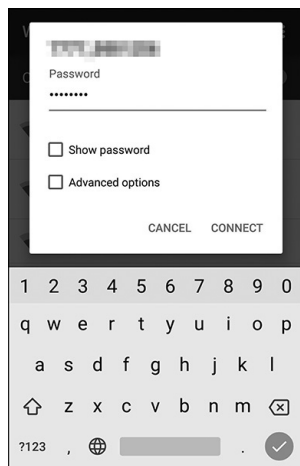 Password
••••••••
Show password
Advanced options
CANCEL CONNECT
1 2 3 4 5 6 7 8 9 0
q w e r t y u i o p
a s d f g h j k l
z x c v b n m
?123 , .